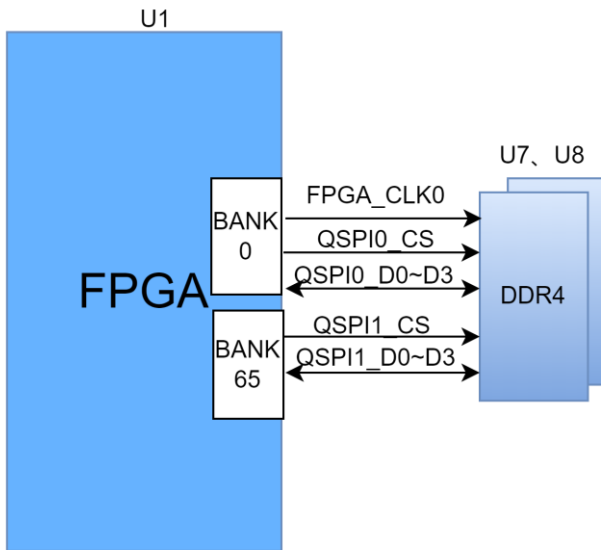 U1
U7、U8
FPGA_CLK0
BANK
0
QSPI0_CS
QSPI0_D0~D3
FPGA
DDR4
QSPI1_CS
BANK
65
QSPI1_D0~D3